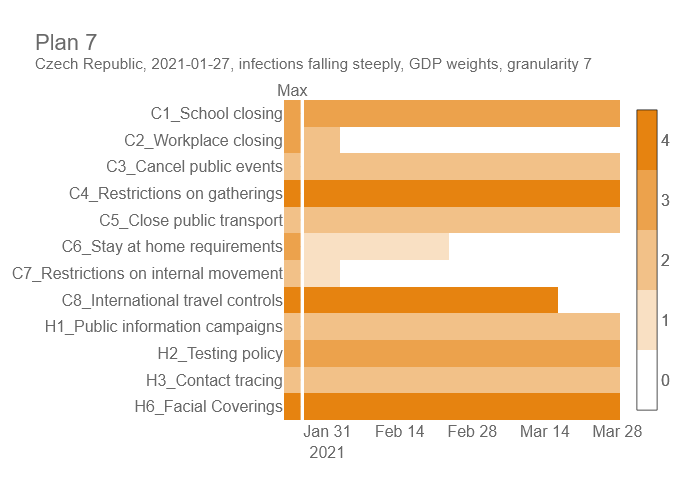 Plan 7
Czech Republic, 2021-01-27, infections falling steeply, GDP weights, granularity 7
Max
C1_School closing
C2_Workplace closing
C3_Cancel public events
C4_Restrictions on gatherings
C5_Close public transport
C6_Stay at home requirements
C7_Restrictions on internal movement
C8_International travel controls
H1_Public information campaigns
H2_Testing policy
H3_Contact tracing
H6_Facial Coverings
Jan 31 Feb 14 Feb 28 Mar 14 Mar 28
2021
4
3
2
1
0